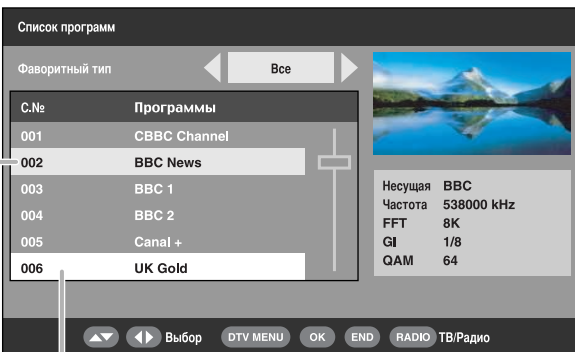 Список программ
Фаворитный тип Все
С.№ Программы
001 CBBC Channel
002 BBC News
003 BBC 1
004 BBC 2
005 Canal +
006 UK Gold
Несущая BBC
Частота 538000 kHz
FFT 8K
GI 1/8
QAM 64
Выбор DTV MENU OK END RADIO ТВ/Радио